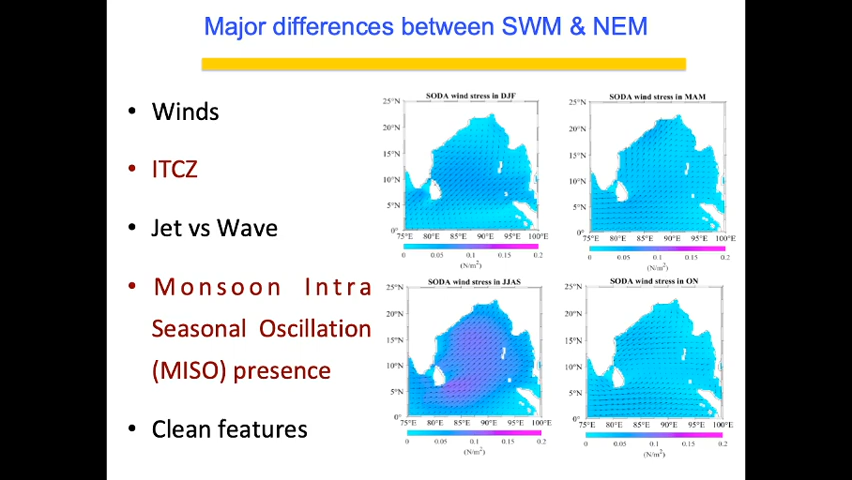 Major differences between SWM & NEM
• Winds
• ITCZ
• Jet vs Wave
• Monsoon Intra
Seasonal Oscillation
(MISO) presence
• Clean features
SODA wind stress in DJF
25°N
20°N
15°N
10°N
5°N
0°
75°E 80°E 85°E 90°E 95°E 100°E
0 0.05 0.1 0.15 0.2
(N/m²)
SODA wind stress in MAM
25°N
20°N
15°N
10°N
5°N
0°
75°E 80°E 85°E 90°E 95°E 100°E
0 0.05 0.1 0.15 0.2
(N/m²)
SODA wind stress in JJAS
25°N
20°N
15°N
10°N
5°N
0°
75°E 80°E 85°E 90°E 95°E 100°E
0 0.05 0.1 0.15 0.2
(N/m²)
SODA wind stress in ON
25°N
20°N
15°N
10°N
5°N
0°
75°E 80°E 85°E 90°E 95°E 100°E
0 0.05 0.1 0.15 0.2
(N/m²)